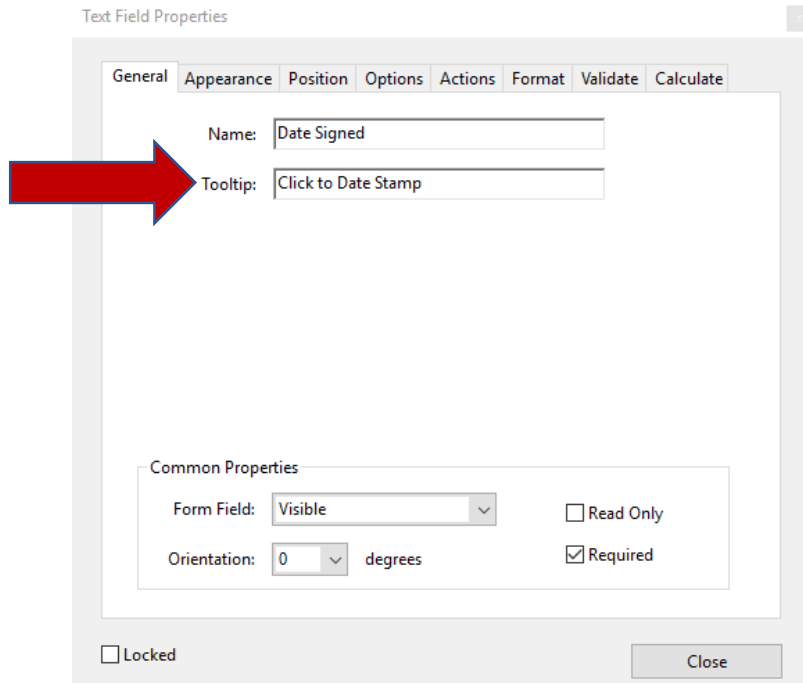 Text Field Properties
General Appearance Position Options Actions Format Validate Calculate
Name: Date Signed
Tooltip: Click to Date Stamp
Common Properties
Form Field: Visible
Read Only
Orientation: 0 degrees
Required
Locked
Close